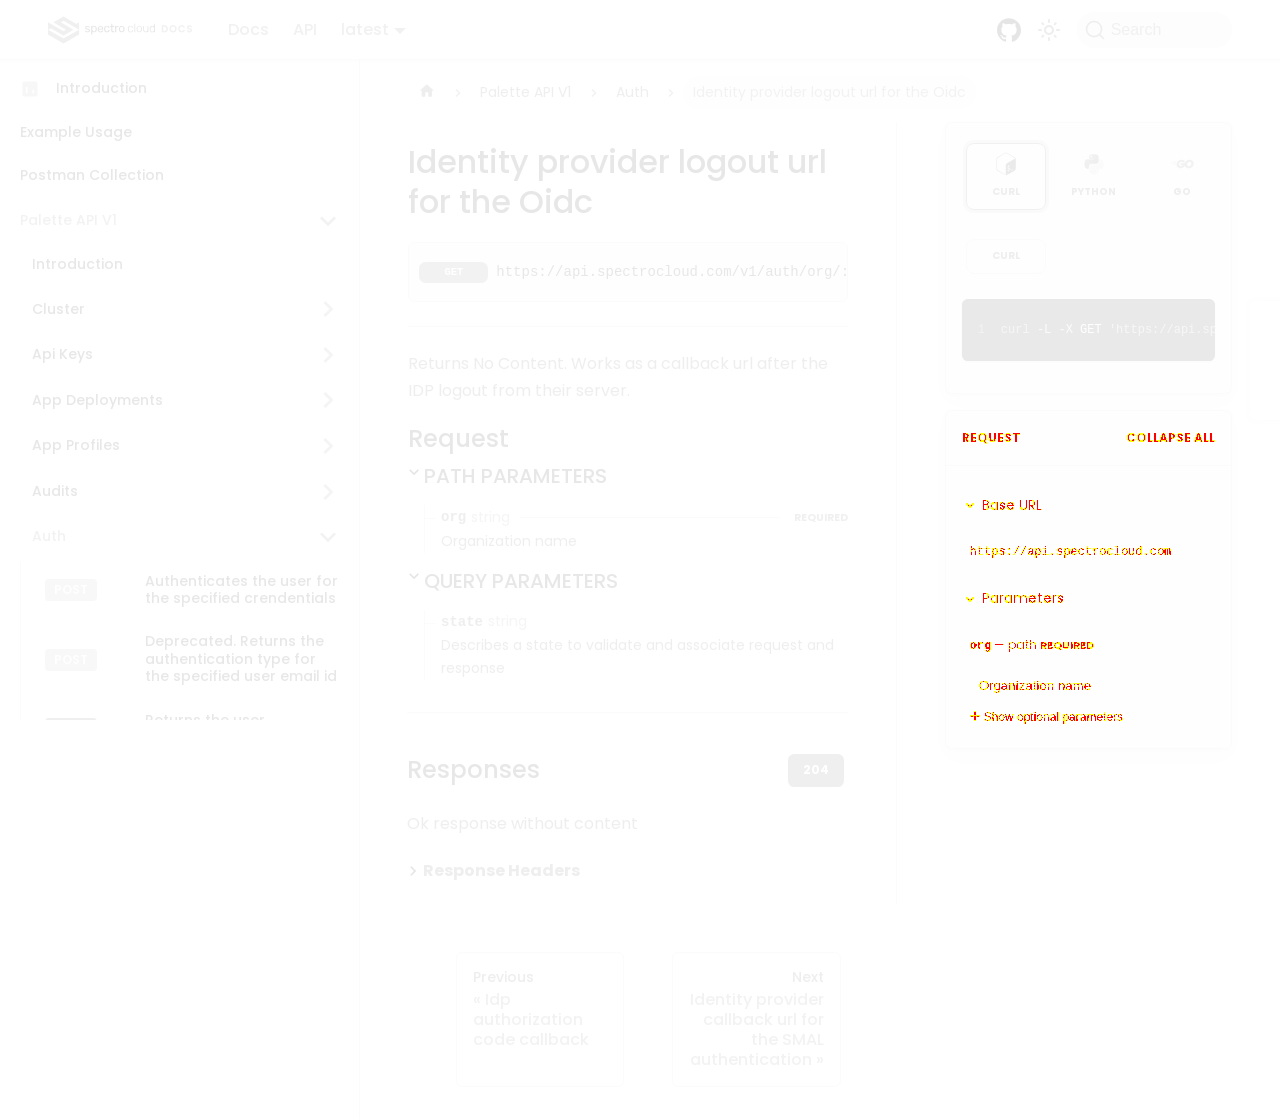 spectro cloud DOCS
Docs
API
latest
Search
Introduction
Example Usage
Postman Collection
Palette API V1
Introduction
Cluster
Api Keys
App Deployments
App Profiles
Audits
Auth
POST
Authenticates the user for
the specified crendentials
POST
Deprecated. Returns the
authentication type for
the specified user email id
Returns the user
Palette API V1
Auth
Identity provider logout url for the Oidc
Identity provider logout url
for the Oidc
GET https://api.spectrocloud.com/v1/auth/org/:
Returns No Content. Works as a callback url after the
IDP logout from their server.
Request
PATH PARAMETERS
org string REQUIRED
Organization name
QUERY PARAMETERS
state string
Describes a state to validate and associate request and
response
Responses
204
Ok response without content
Response Headers
Previous
« Idp
authorization
code callback
Next
Identity provider
callback url for
the SMAL
authentication »
CURL
PYTHON
GO
CURL
1 curl -L -X GET 'https://api.sp
REQUEST
COLLAPSE ALL
Base URL
https://api.spectrocloud.com
Parameters
org — path REQUIRED
Organization name
Show optional parameters